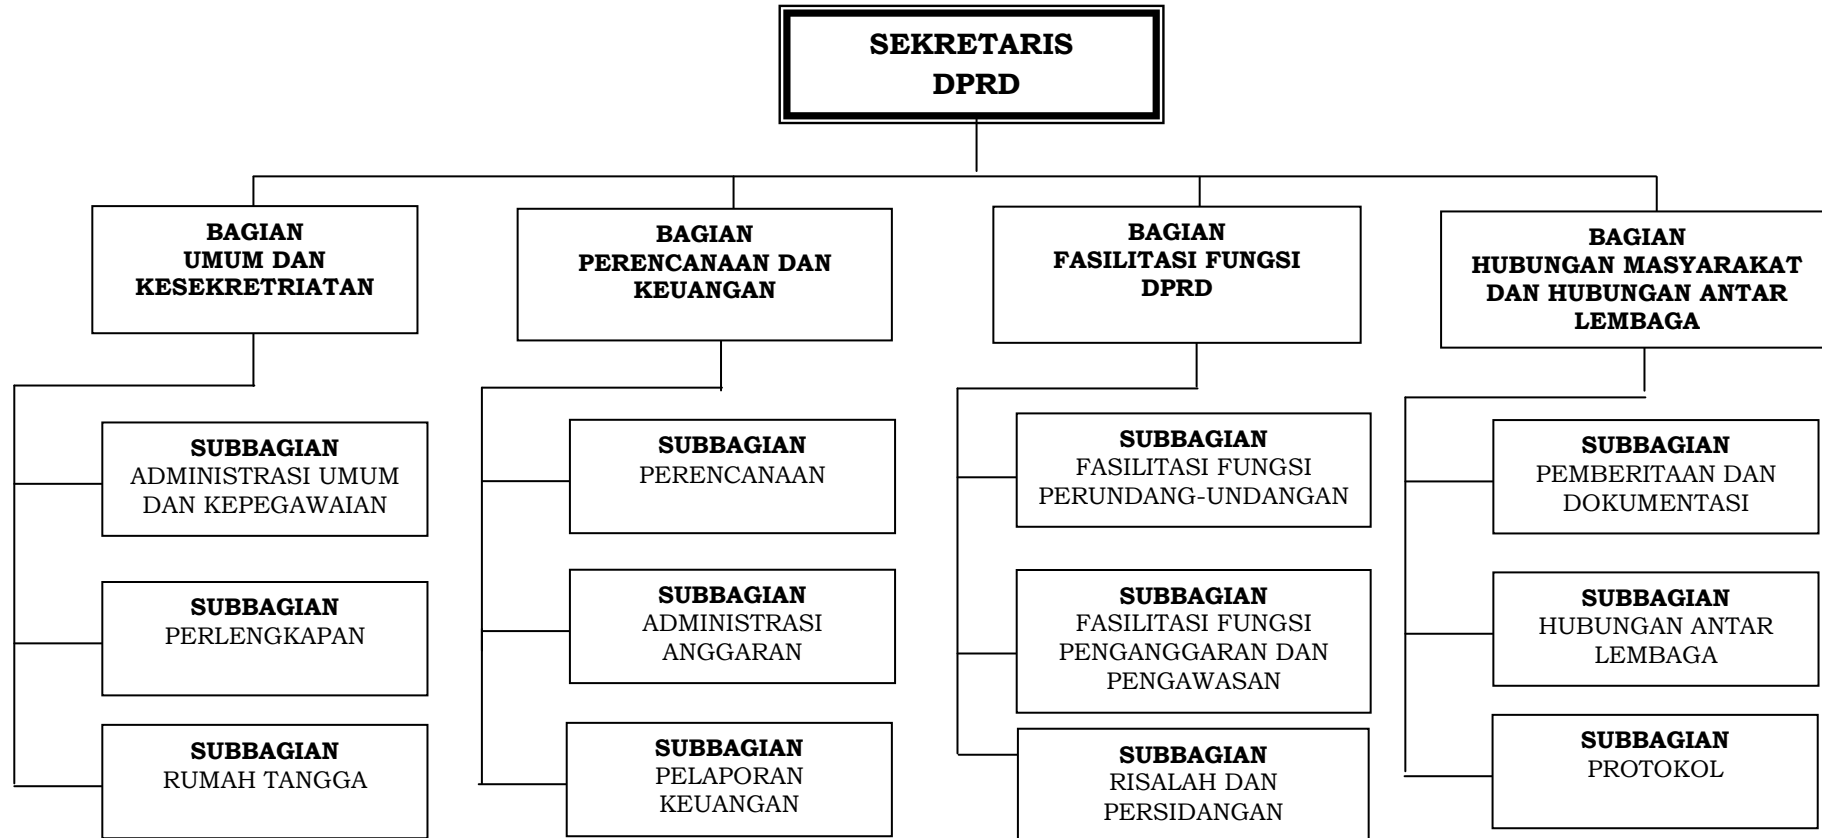 SEKRETARIS
DPRD
BAGIAN
UMUM DAN
KESEKRETRIATAN
BAGIAN
PERENCANAAN DAN
KEUANGAN
BAGIAN
FASILITASI FUNGSI
DPRD
BAGIAN
HUBUNGAN MASYARAKAT
DAN HUBUNGAN ANTAR
LEMBAGA
SUBBAGIAN
ADMINISTRASI UMUM
DAN KEPEGAWAIAN
SUBBAGIAN
PERLENGKAPAN
SUBBAGIAN
RUMAH TANGGA
SUBBAGIAN
PERENCANAAN
SUBBAGIAN
ADMINISTRASI
ANGGARAN
SUBBAGIAN
PELAPORAN
KEUANGAN
SUBBAGIAN
FASILITASI FUNGSI
PERUNDANG-UNDANGAN
SUBBAGIAN
FASILITASI FUNGSI
PENGANGGARAN DAN
PENGAWASAN
SUBBAGIAN
RISALAH DAN
PERSIDANGAN
SUBBAGIAN
PEMBERITAAN DAN
DOKUMENTASI
SUBBAGIAN
HUBUNGAN ANTAR
LEMBAGA
SUBBAGIAN
PROTOKOL